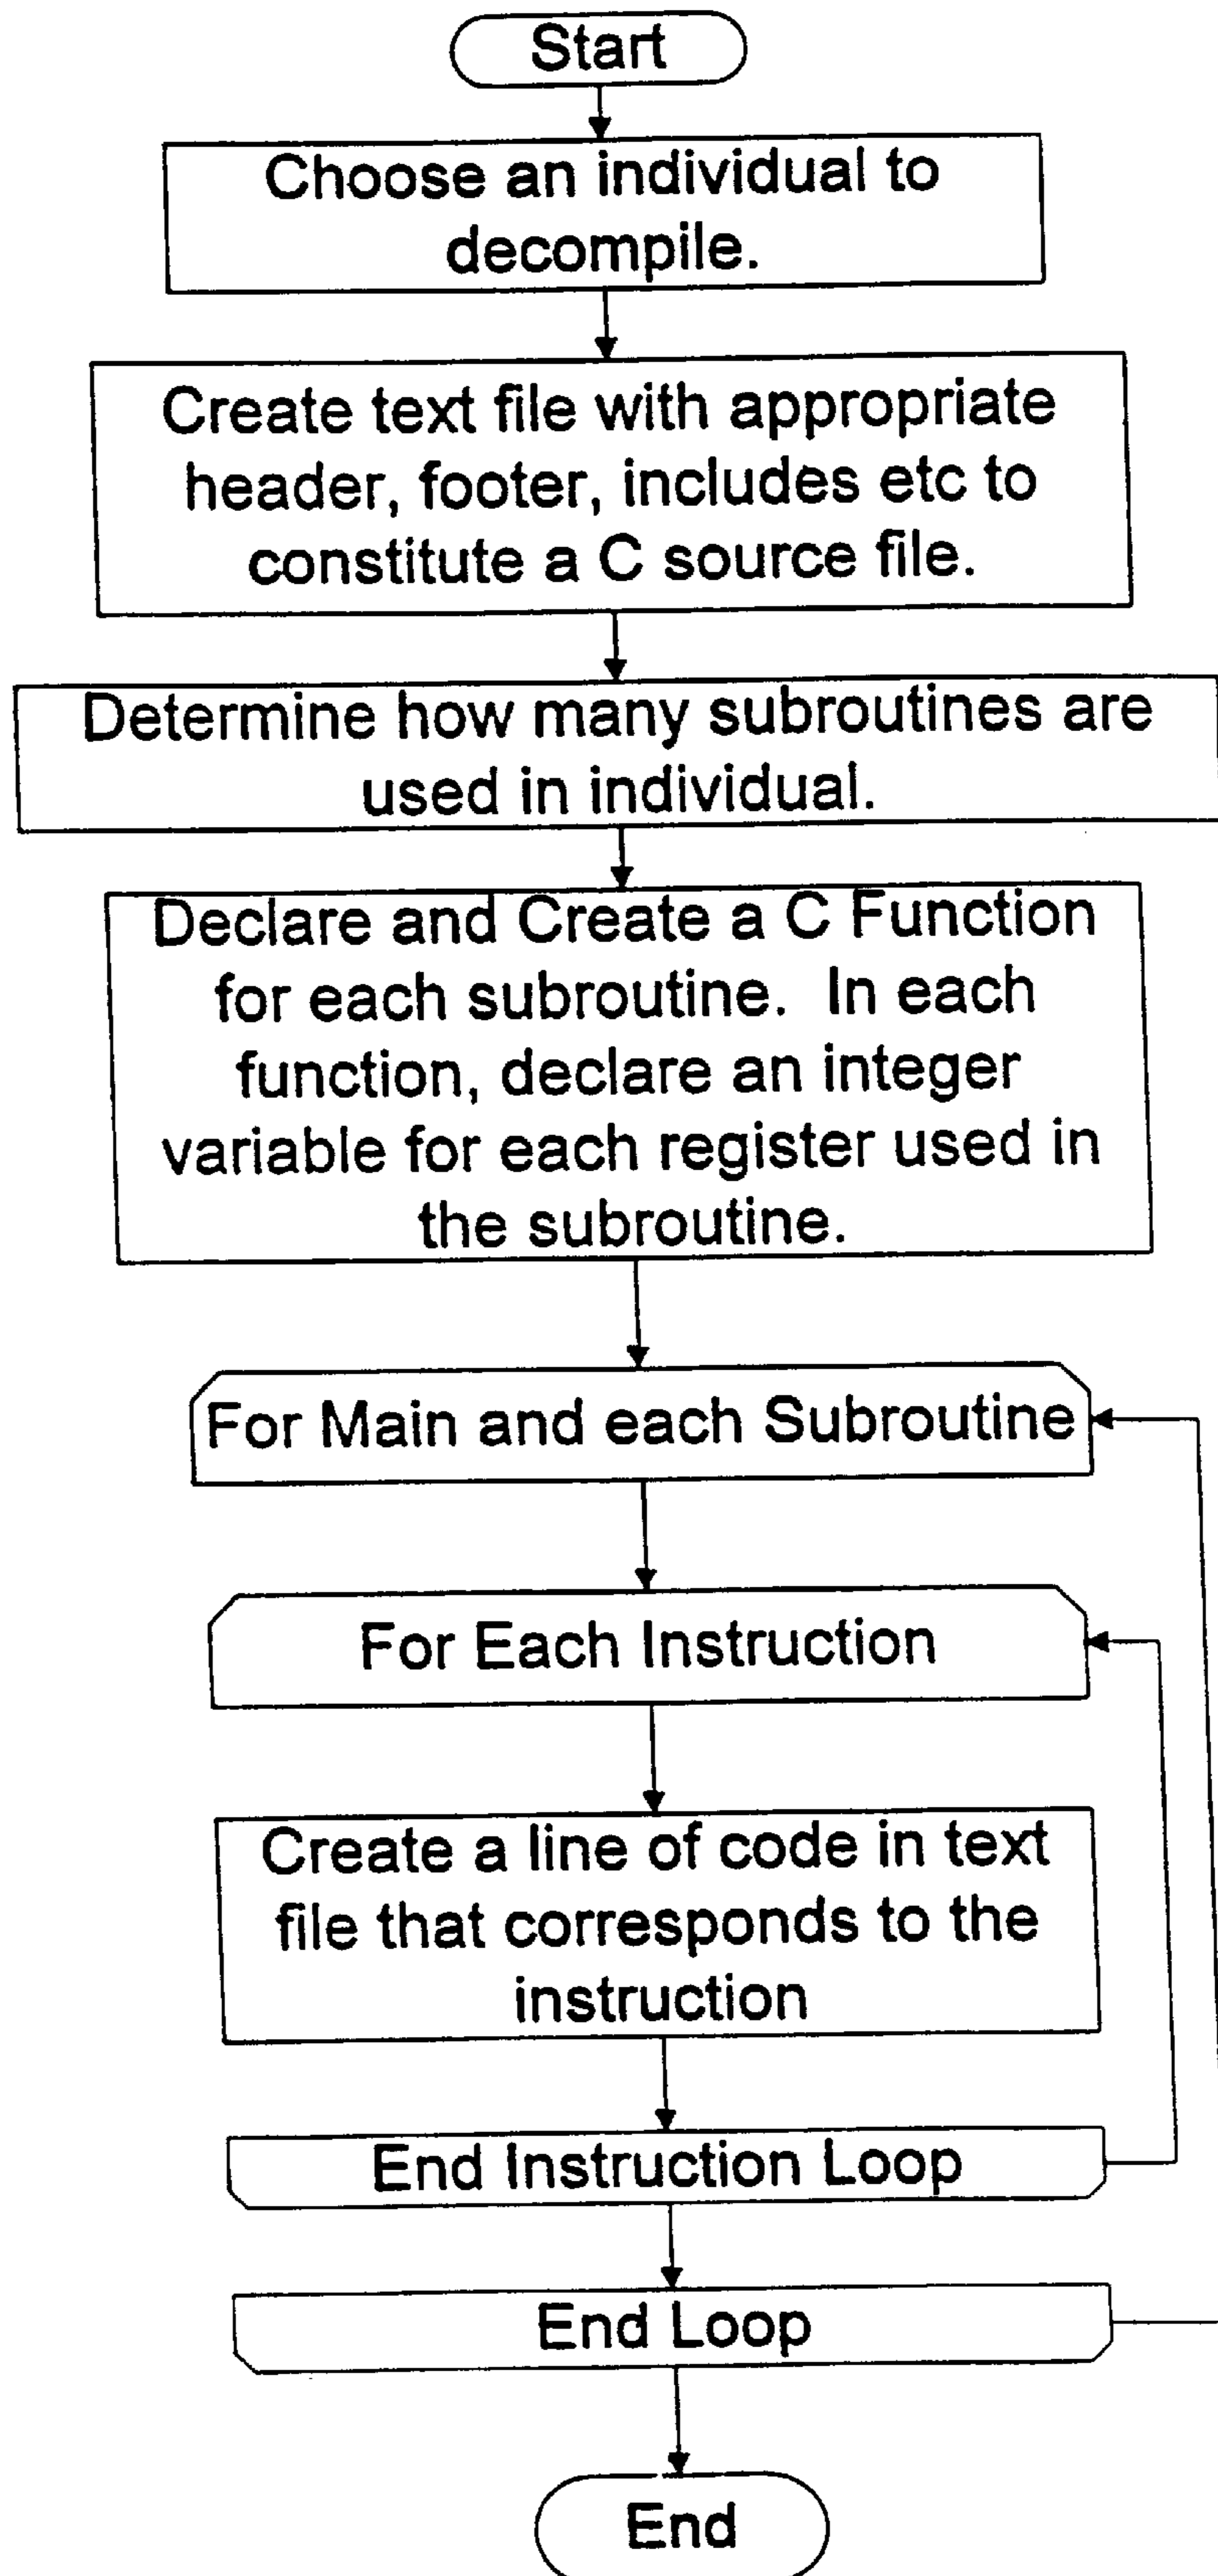 Start
Choose an individual to
decompile.
Create text file with appropriate
header, footer, includes etc to
constitute a C source file.
Determine how many subroutines are
used in individual.
Declare and Create a C Function
for each subroutine. In each
function, declare an integer
variable for each register used in
the subroutine.
For Main and each Subroutine
For Each Instruction
Create a line of code in text
file that corresponds to the
instruction
End Instruction Loop
End Loop
End